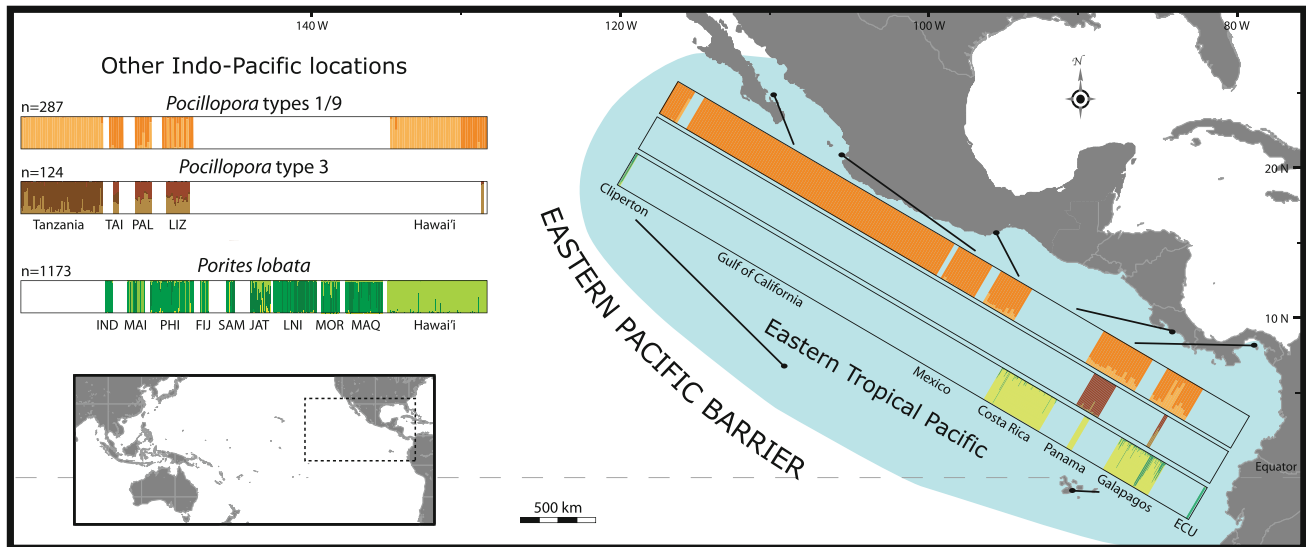 140 W
120 W
100 W
80 W
Other Indo-Pacific locations
n=287
Pocillopora types 1/9
n=124
Pocillopora type 3
Tanzania
TAI
PAL
LIZ
Hawai'i
n=1173
Porites lobata
IND
MAI
PHI
FIJ
SAM
JAT
LNI
MOR
MAQ
Hawai'i
N
20 N
10 N
Equator
Cliperton
Gulf of California
Mexico
Costa Rica
Panama
Galapagos
ECU
Eastern Tropical Pacific
EASTERN PACIFIC BARRIER
500 km